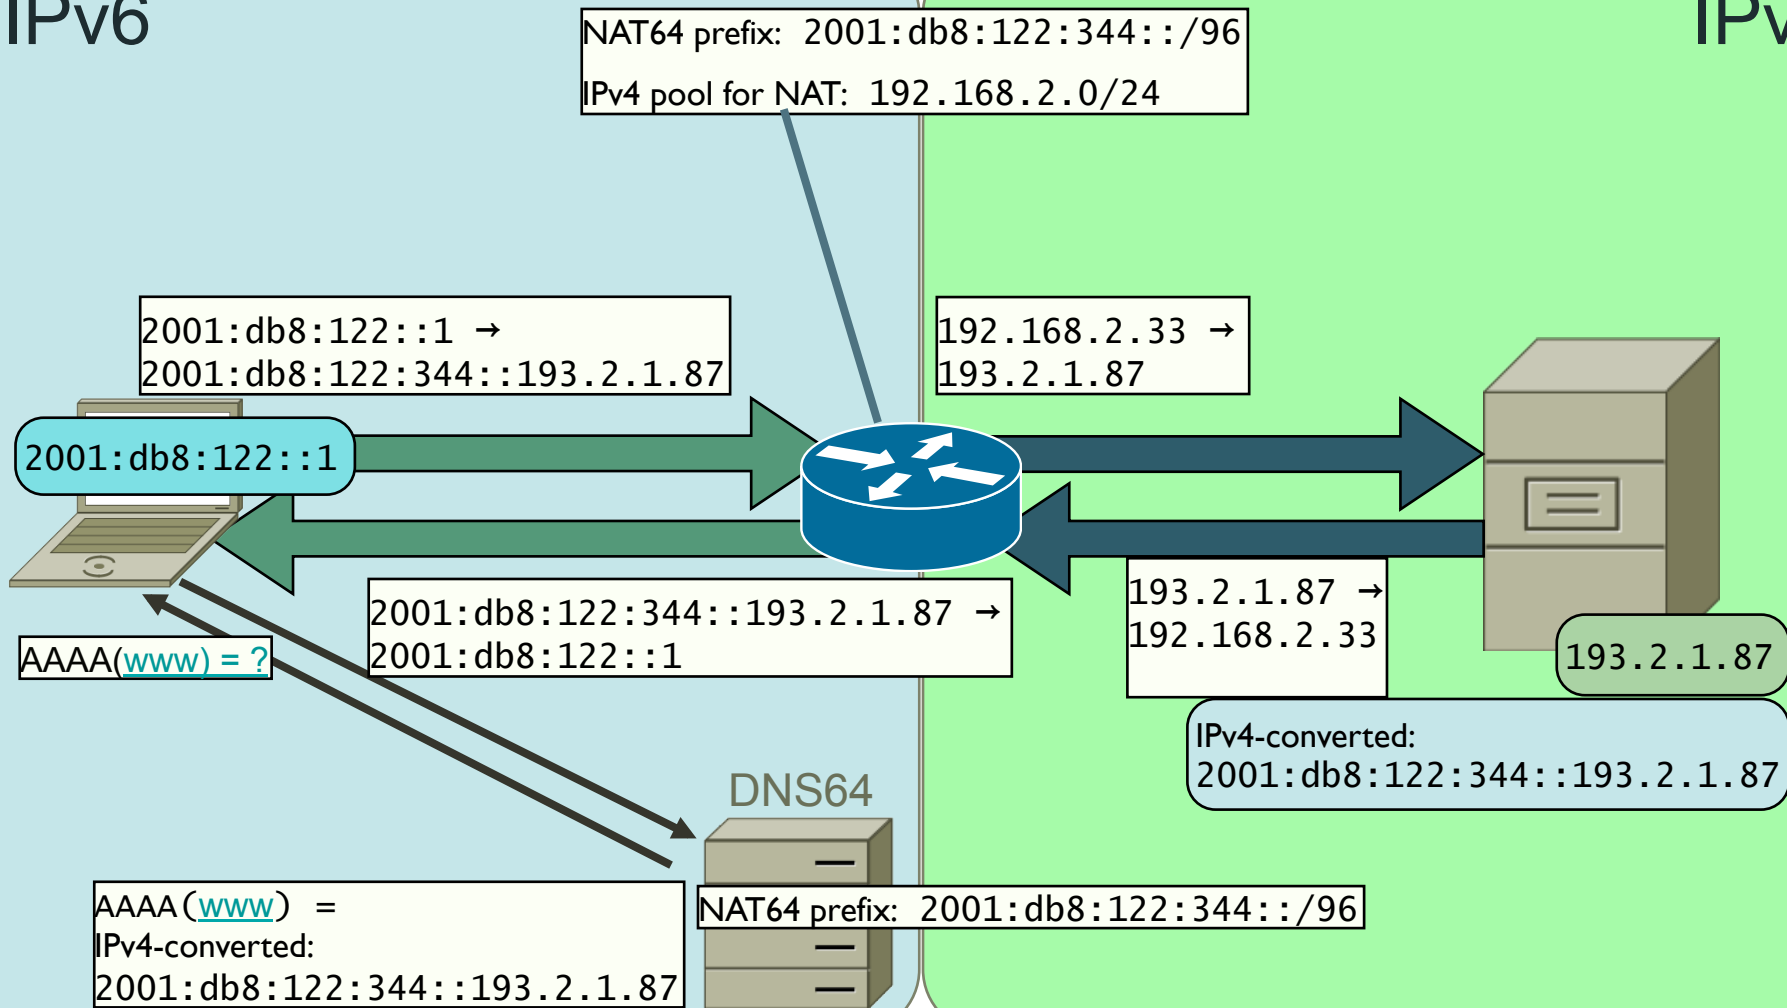 IPv6
IPv
NAT64 prefix: 2001:db8:122:344::/96
IPv4 pool for NAT: 192.168.2.0/24
2001:db8:122::1 →
2001:db8:122:344::193.2.1.87
192.168.2.33 →
193.2.1.87
2001:db8:122::1
2001:db8:122:344::193.2.1.87 →
2001:db8:122::1
193.2.1.87 →
192.168.2.33
AAAA(www) = ?
193.2.1.87
IPv4-converted:
2001:db8:122:344::193.2.1.87
DNS64
AAAA(www) =
IPv4-converted:
2001:db8:122:344::193.2.1.87
NAT64 prefix: 2001:db8:122:344::/96